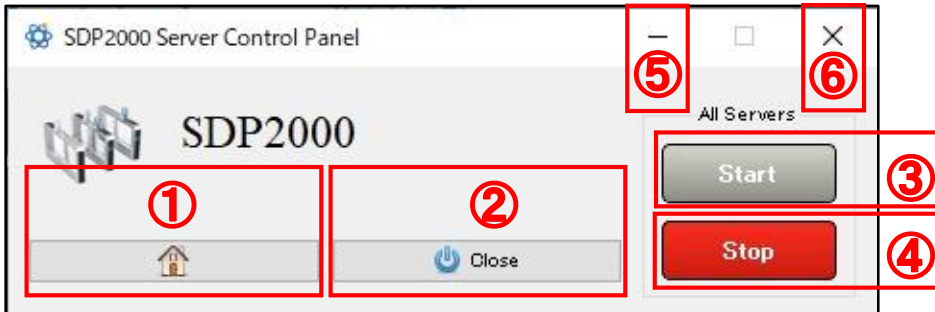 SDP2000 Server Control Panel
⑤
⑥
All Servers
SDP2000
Start
③
①
②
Stop
④
Close